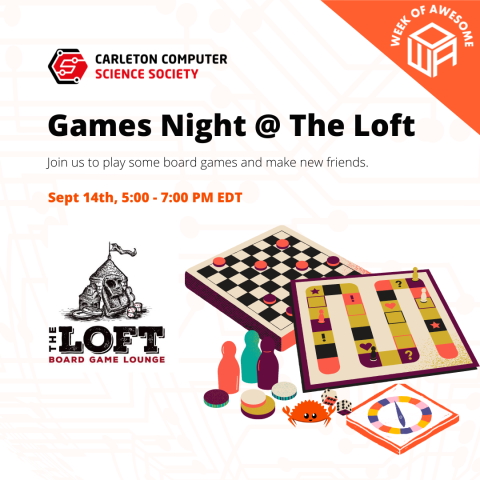 WEEK OF AWESOME
WA
CARLETON COMPUTER
SCIENCE SOCIETY
Games Night @ The Loft
Join us to play some board games and make new friends.
Sept 14th, 5:00 - 7:00 PM EDT
THE LOFT
BOARD GAME LOUNGE
! ?
! ?